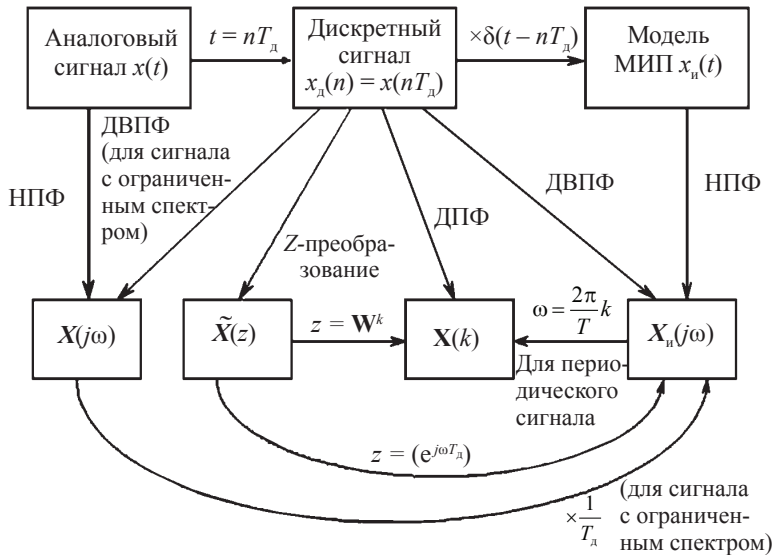 Аналоговый
сигнал x(t)
t = nTд
Дискретный
сигнал
xд(n) = x(nTд)
×δ(t – nTд)
Модель
МИП xи(t)
НПФ
ДВПФ
(для сигнала
с ограничен-
ным спект-
ром)
Z-преобра-
зование
ДПФ
ДВПФ
НПФ
X(jω)
X̃(z)
z = W^k
X(k)
ω = 2π/T k
Xи(jω)
Для перио-
дического
сигнала
z = (e^jωTд)
×1/Tд
(для сигнала
с ограничен-
ным спектром)